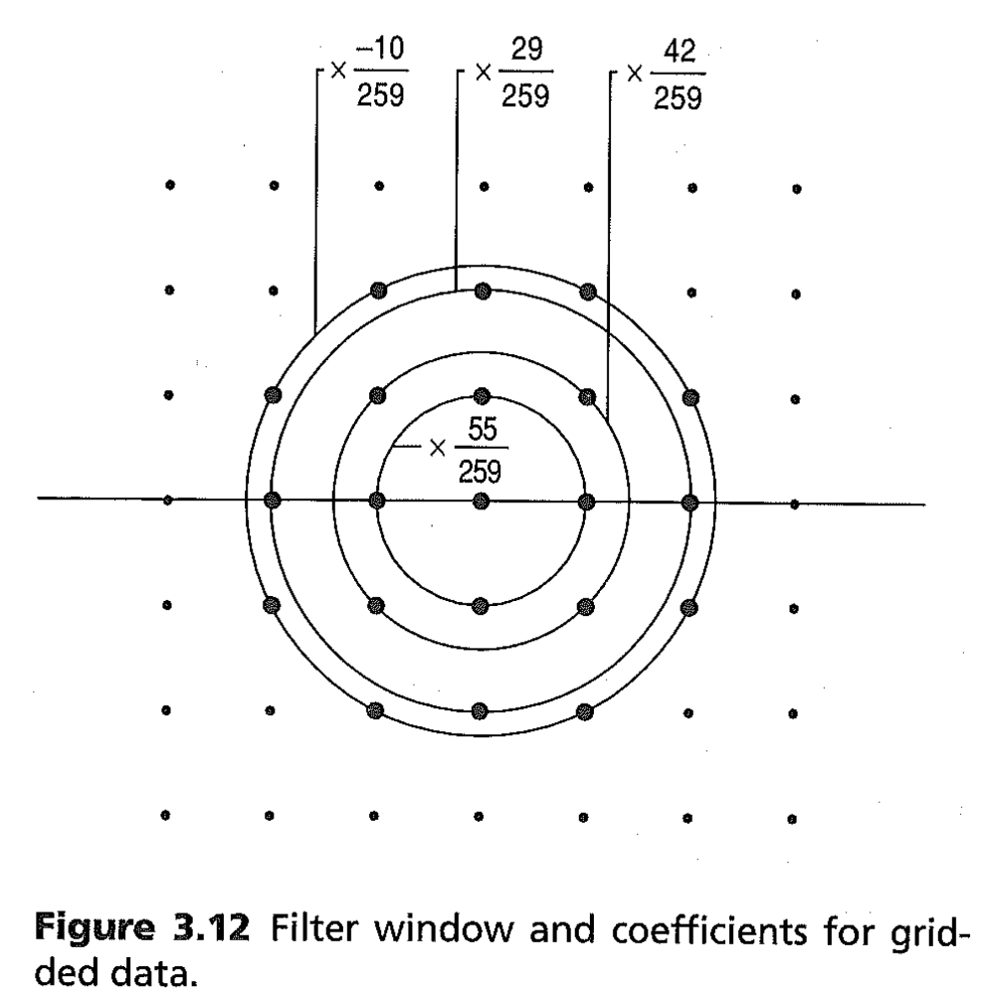 × −10/259 × 29/259 × 42/259
× 55/259
Figure 3.12 Filter window and coefficients for grid-
ded data.